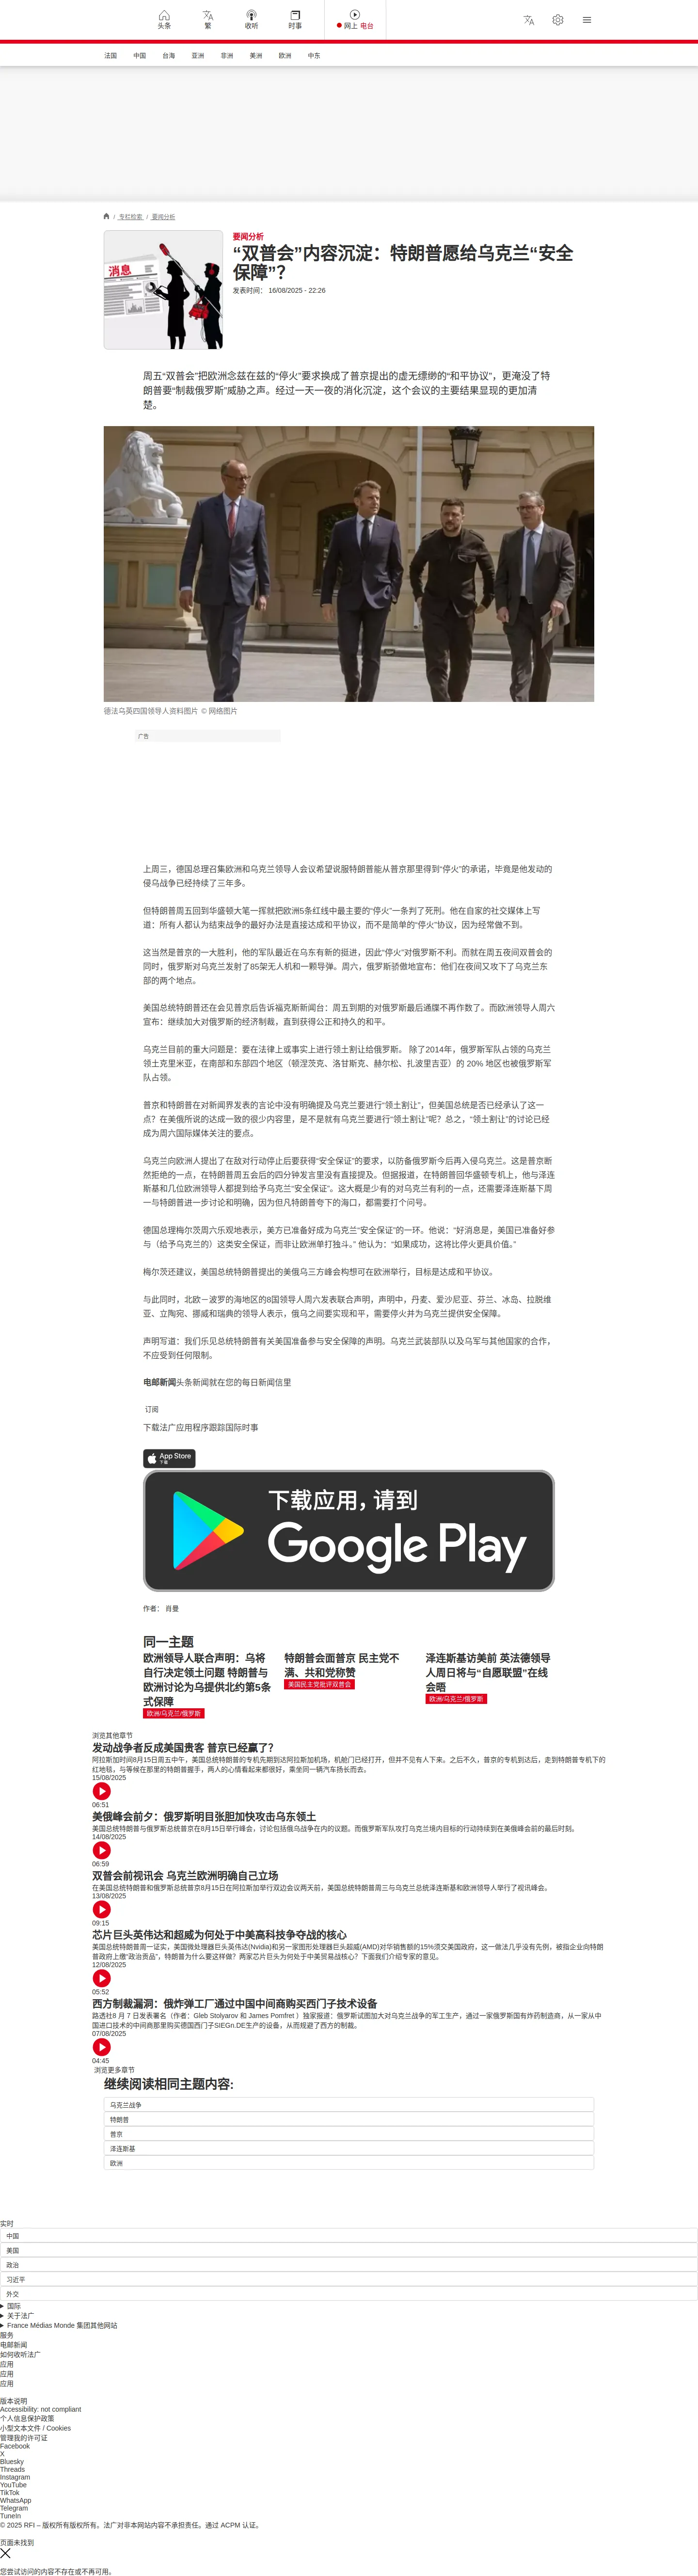 头条
繁
收听
时事
网上 电台
法国
中国
台海
亚洲
非洲
美洲
欧洲
中东
/ 专栏检索 / 要闻分析
消息
要闻分析
“双普会”内容沉淀：特朗普愿给乌克兰“安全
保障”？
发表时间： 16/08/2025 - 22:26
周五“双普会”把欧洲念兹在兹的“停火”要求换成了普京提出的虚无缥缈的“和平协议”，更淹没了特
朗普要“制裁俄罗斯”威胁之声。经过一天一夜的消化沉淀，这个会议的主要结果显现的更加清
楚。
德法乌英四国领导人资料图片 © 网络图片
广告
上周三，德国总理召集欧洲和乌克兰领导人会议希望说服特朗普能从普京那里得到“停火”的承诺，毕竟是他发动的
侵乌战争已经持续了三年多。
但特朗普周五回到华盛顿大笔一挥就把欧洲5条红线中最主要的“停火”一条判了死刑。他在自家的社交媒体上写
道：所有人都认为结束战争的最好办法是直接达成和平协议，而不是简单的“停火”协议，因为经常做不到。
这当然是普京的一大胜利，他的军队最近在乌东有新的挺进，因此“停火”对俄罗斯不利。而就在周五夜间双普会的
同时，俄罗斯对乌克兰发射了85架无人机和一颗导弹。周六，俄罗斯骄傲地宣布：他们在夜间又攻下了乌克兰东
部的两个地点。
美国总统特朗普还在会见普京后告诉福克斯新闻台：周五到期的对俄罗斯最后通牒不再作数了。而欧洲领导人周六
宣布：继续加大对俄罗斯的经济制裁，直到获得公正和持久的和平。
乌克兰目前的重大问题是：要在法律上或事实上进行领土割让给俄罗斯。 除了2014年，俄罗斯军队占领的乌克兰
领土克里米亚，在南部和东部四个地区（顿涅茨克、洛甘斯克、赫尔松、扎波里吉亚）的 20% 地区也被俄罗斯军
队占领。
普京和特朗普在对新闻界发表的言论中没有明确提及乌克兰要进行“领土割让”，但美国总统是否已经承认了这一
点？在美俄所说的达成一致的很少内容里，是不是就有乌克兰要进行“领土割让”呢？总之，“领土割让”的讨论已经
成为周六国际媒体关注的要点。
乌克兰向欧洲人提出了在敌对行动停止后要获得“安全保证”的要求，以防备俄罗斯今后再入侵乌克兰。这是普京断
然拒绝的一点，在特朗普周五会后的四分钟发言里没有直接提及。但据报道，在特朗普回华盛顿专机上，他与泽连
斯基和几位欧洲领导人都提到给予乌克兰“安全保证”。这大概是少有的对乌克兰有利的一点，还需要泽连斯基下周
一与特朗普进一步讨论和明确，因为但凡特朗普夸下的海口，都需要打个问号。
德国总理梅尔茨周六乐观地表示，美方已准备好成为乌克兰“安全保证”的一环。他说：“好消息是，美国已准备好参
与（给予乌克兰的）这类安全保证，而非让欧洲单打独斗。” 他认为：“如果成功，这将比停火更具价值。”
梅尔茨还建议，美国总统特朗普提出的美俄乌三方峰会构想可在欧洲举行，目标是达成和平协议。
与此同时，北欧－波罗的海地区的8国领导人周六发表联合声明，声明中，丹麦、爱沙尼亚、芬兰、冰岛、拉脱维
亚、立陶宛、挪威和瑞典的领导人表示，俄乌之间要实现和平，需要停火并为乌克兰提供安全保障。
声明写道：我们乐见总统特朗普有关美国准备参与安全保障的声明。乌克兰武装部队以及乌军与其他国家的合作，
不应受到任何限制。
电邮新闻头条新闻就在您的每日新闻信里
订阅
下载法广应用程序跟踪国际时事
App Store
下载
下载应用，请到
Google Play
作者： 肖曼
同一主题
欧洲领导人联合声明：乌将
自行决定领土问题 特朗普与
欧洲讨论为乌提供北约第5条
式保障
欧洲/乌克兰/俄罗斯
特朗普会面普京 民主党不
满、共和党称赞
美国民主党批评双普会
泽连斯基访美前 英法德领导
人周日将与“自愿联盟”在线
会晤
欧洲/乌克兰/俄罗斯
浏览其他章节
发动战争者反成美国贵客 普京已经赢了？
阿拉斯加时间8月15日周五中午，美国总统特朗普的专机先期到达阿拉斯加机场，机舱门已经打开，但并不见有人下来。之后不久，普京的专机到达后，走到特朗普专机下的
红地毯，与等候在那里的特朗普握手，两人的心情看起来都很好，乘坐同一辆汽车扬长而去。
15/08/2025
06:51
美俄峰会前夕：俄罗斯明目张胆加快攻击乌东领土
美国总统特朗普与俄罗斯总统普京在8月15日举行峰会，讨论包括俄乌战争在内的议题。而俄罗斯军队攻打乌克兰境内目标的行动持续到在美俄峰会前的最后时刻。
14/08/2025
06:59
双普会前视讯会 乌克兰欧洲明确自己立场
在美国总统特朗普和俄罗斯总统普京8月15日在阿拉斯加举行双边会议两天前，美国总统特朗普周三与乌克兰总统泽连斯基和欧洲领导人举行了视讯峰会。
13/08/2025
09:15
芯片巨头英伟达和超威为何处于中美高科技争夺战的核心
美国总统特朗普周一证实，美国微处理器巨头英伟达(Nvidia)和另一家图形处理器巨头超威(AMD)对华销售额的15%须交美国政府，这一做法几乎没有先例，被指企业向特朗
普政府上缴“政治贡品”，特朗普为什么要这样做？两家芯片巨头为何处于中美贸易战核心？下面我们介绍专家的意见。
12/08/2025
05:52
西方制裁漏洞：俄炸弹工厂通过中国中间商购买西门子技术设备
路透社8 月 7 日发表署名（作者：Gleb Stolyarov 和 James Pomfret ）独家报道：俄罗斯试图加大对乌克兰战争的军工生产，通过一家俄罗斯国有炸药制造商，从一家从中
国进口技术的中间商那里购买德国西门子SIEGn.DE生产的设备，从而规避了西方的制裁。
07/08/2025
04:45
浏览更多章节
继续阅读相同主题内容:
乌克兰战争
特朗普
普京
泽连斯基
欧洲
实时
中国
美国
政治
习近平
外交
国际
关于法广
France Médias Monde 集团其他网站
服务
电邮新闻
如何收听法广
应用
应用
应用
版本说明
Accessibility: not compliant
个人信息保护政策
小型文本文件 / Cookies
管理我的许可证
Facebook
X
Bluesky
Threads
Instagram
YouTube
TikTok
WhatsApp
Telegram
TuneIn
© 2025 RFI – 版权所有版权所有。法广对非本网站内容不承担责任。通过 ACPM 认证。
页面未找到
您尝试访问的内容不存在或不再可用。